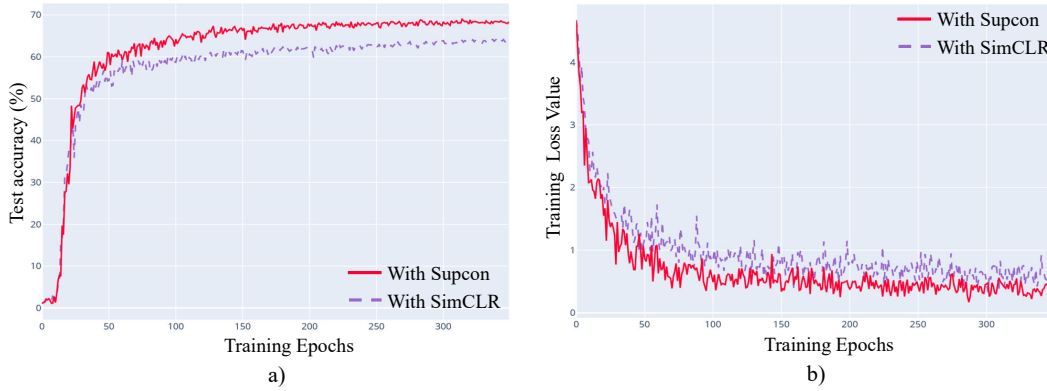 70
60
50
40
30
20
10
0
Test accuracy (%)
0
50
100
150
200
250
300
Training Epochs
With Supcon
With SimCLR
a)
4
3
2
1
0
Training Loss Value
0
50
100
150
200
250
300
Training Epochs
With Supcon
With SimCLR
b)